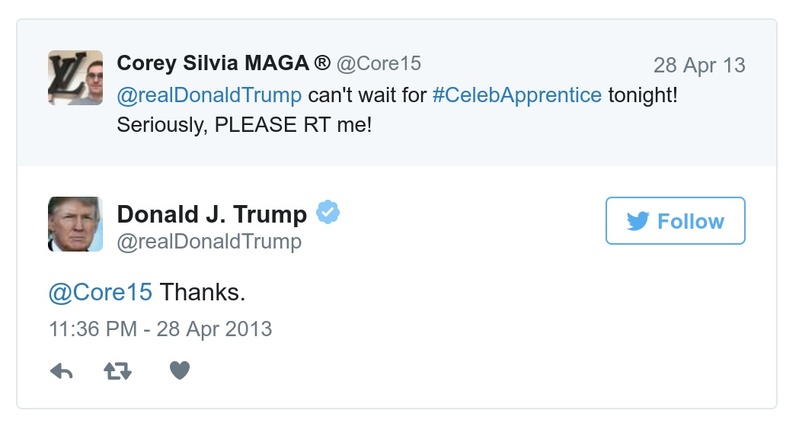 Corey Silvia MAGA ® @Core15 28 Apr 13
@realDonaldTrump can't wait for #CelebApprentice tonight!
Seriously, PLEASE RT me!
Donald J. Trump
@realDonaldTrump
Follow
@Core15 Thanks.
11:36 PM - 28 Apr 2013